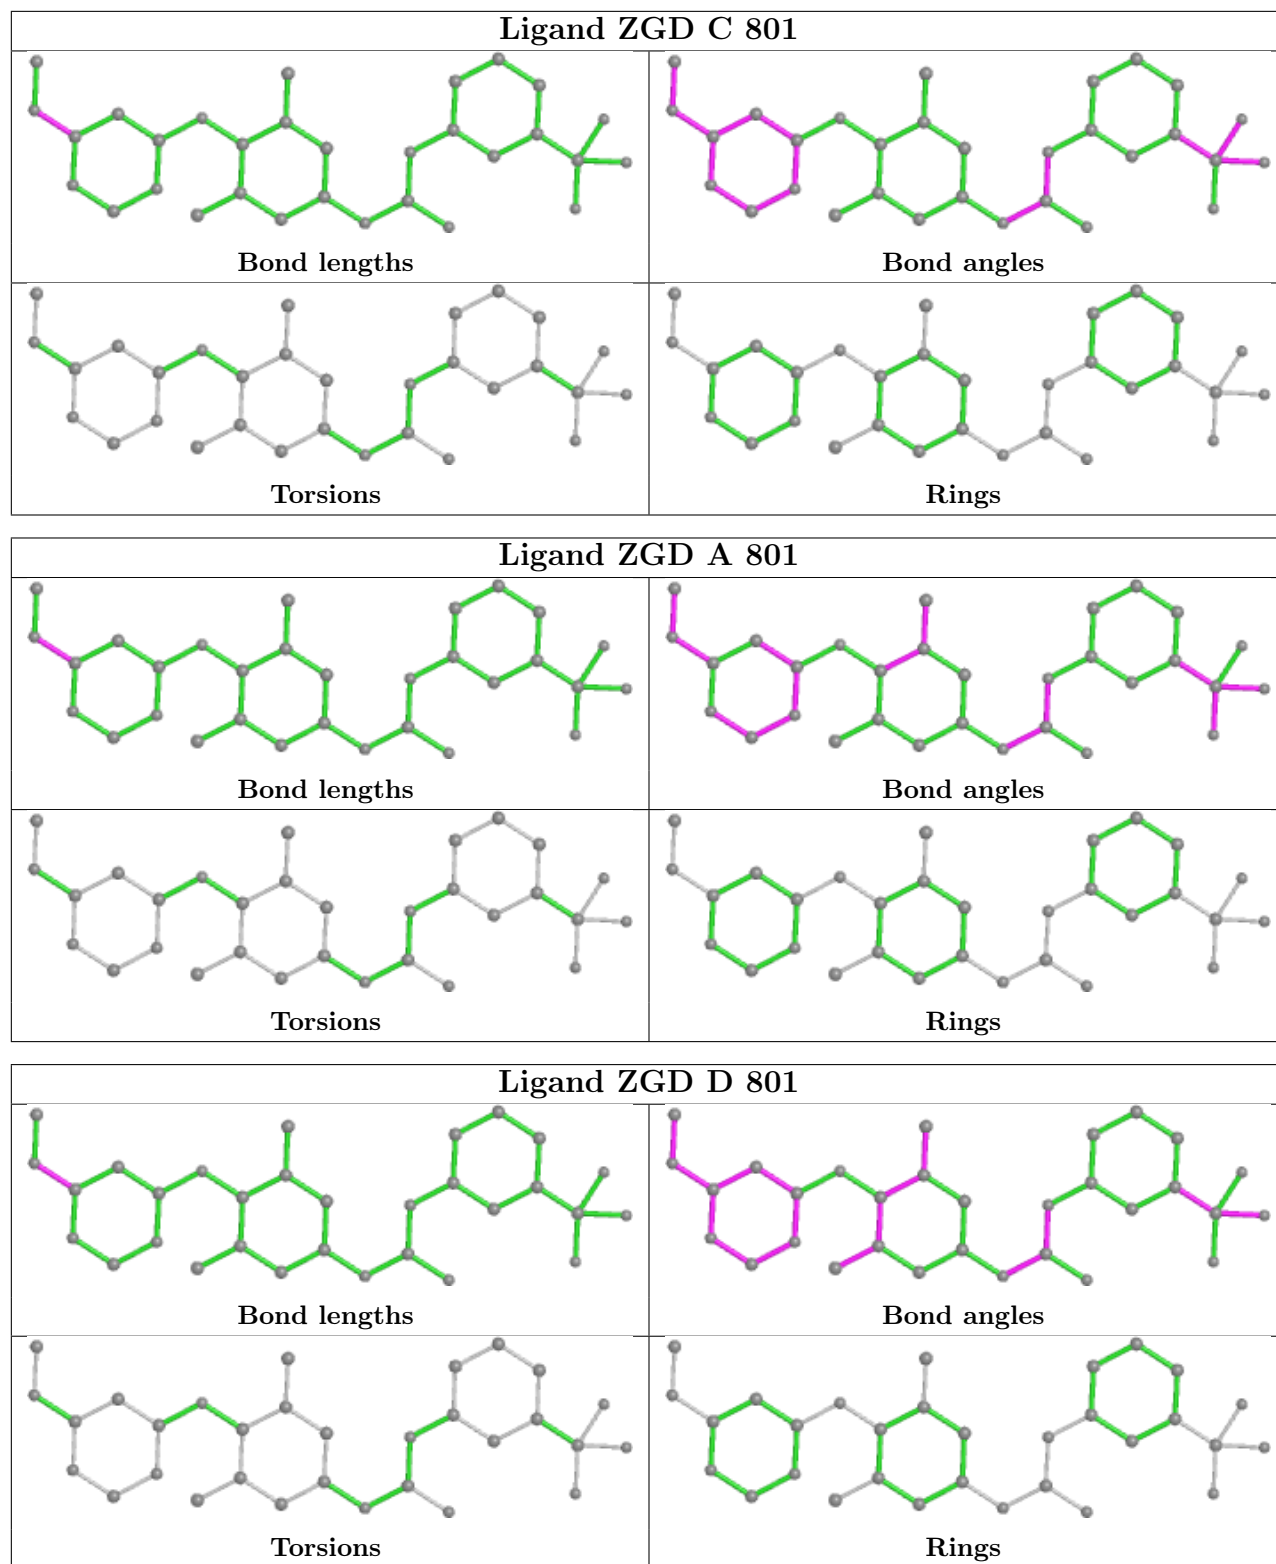 Ligand ZGD C 801
Bond lengths
Bond angles
Torsions
Rings
Ligand ZGD A 801
Bond lengths
Bond angles
Torsions
Rings
Ligand ZGD D 801
Bond lengths
Bond angles
Torsions
Rings